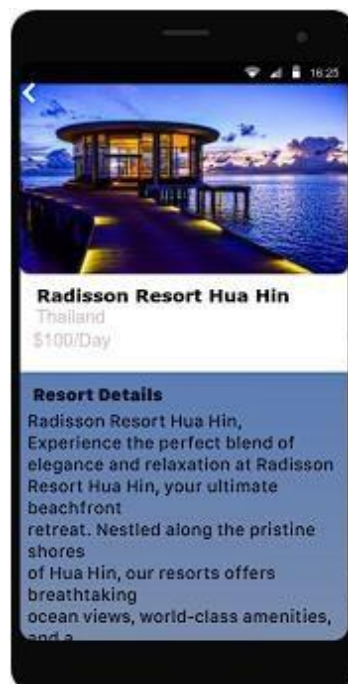 16:25
Radisson Resort Hua Hin
Thailand
$100/Day
Resort Details
Radisson Resort Hua Hin,
Experience the perfect blend of
elegance and relaxation at Radisson
Resort Hua Hin, your ultimate
beachfront
retreat. Nestled along the pristine
shores
of Hua Hin, our resorts offers
breathtaking
ocean views, world-class amenities,
and a